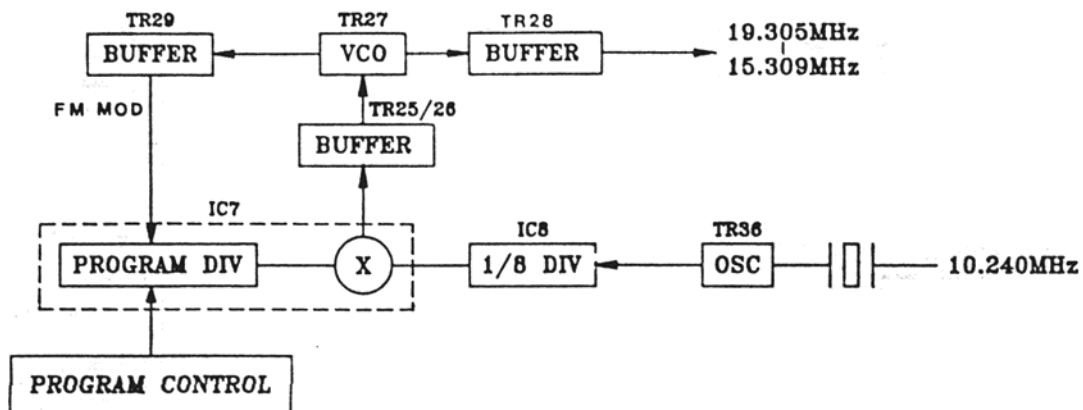 TR29
TR27
TR28
BUFFER
VCO
BUFFER
19.305MHz
15.309MHz
FM MOD
TR25/26
BUFFER
IC7
IC8
TR36
PROGRAM DIV
X
1/8 DIV
OSC
10.240MHz
PROGRAM CONTROL